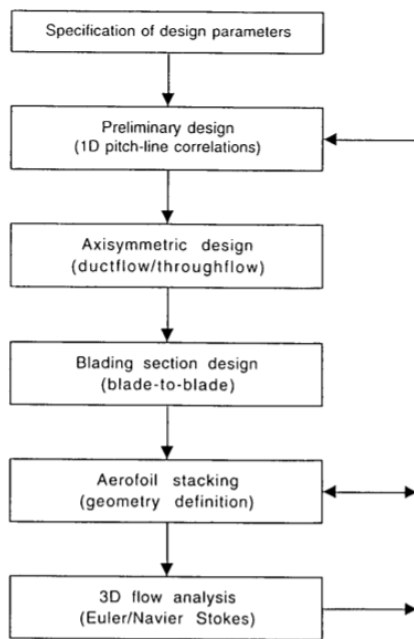 Specification of design parameters
Preliminary design
(1D pitch-line correlations)
Axisymmetric design
(ductflow/throughflow)
Blading section design
(blade-to-blade)
Aerofoil stacking
(geometry definition)
3D flow analysis
(Euler/Navier Stokes)